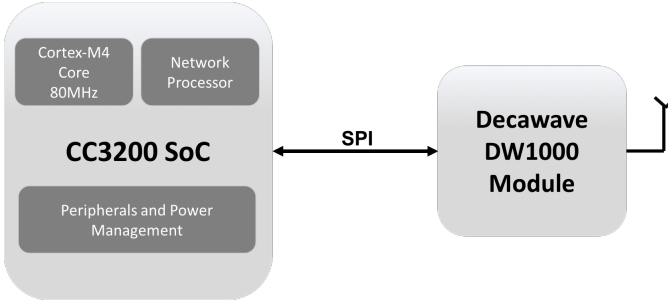 Cortex-M4
Core
80MHz
Network
Processor
CC3200 SoC
Peripherals and Power
Management
SPI
Decawave
DW1000
Module